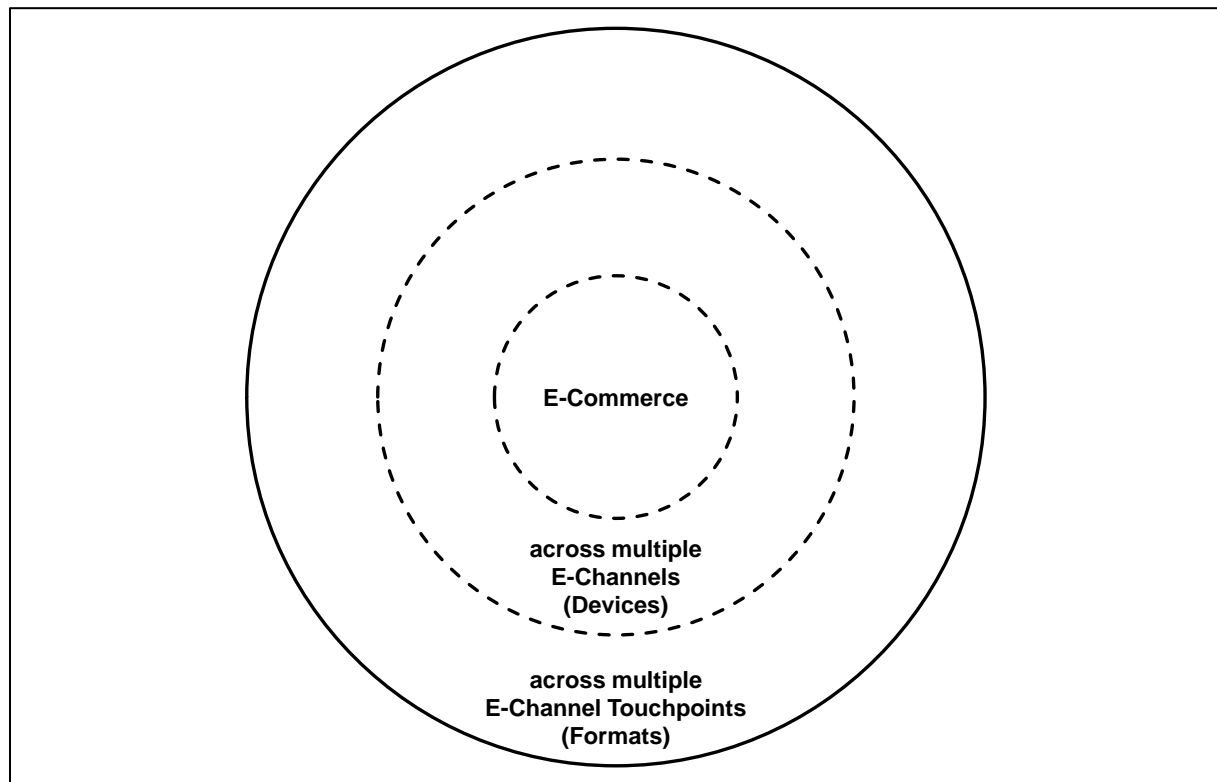 E-Commerce
across multiple
E-Channels
(Devices)
across multiple
E-Channel Touchpoints
(Formats)